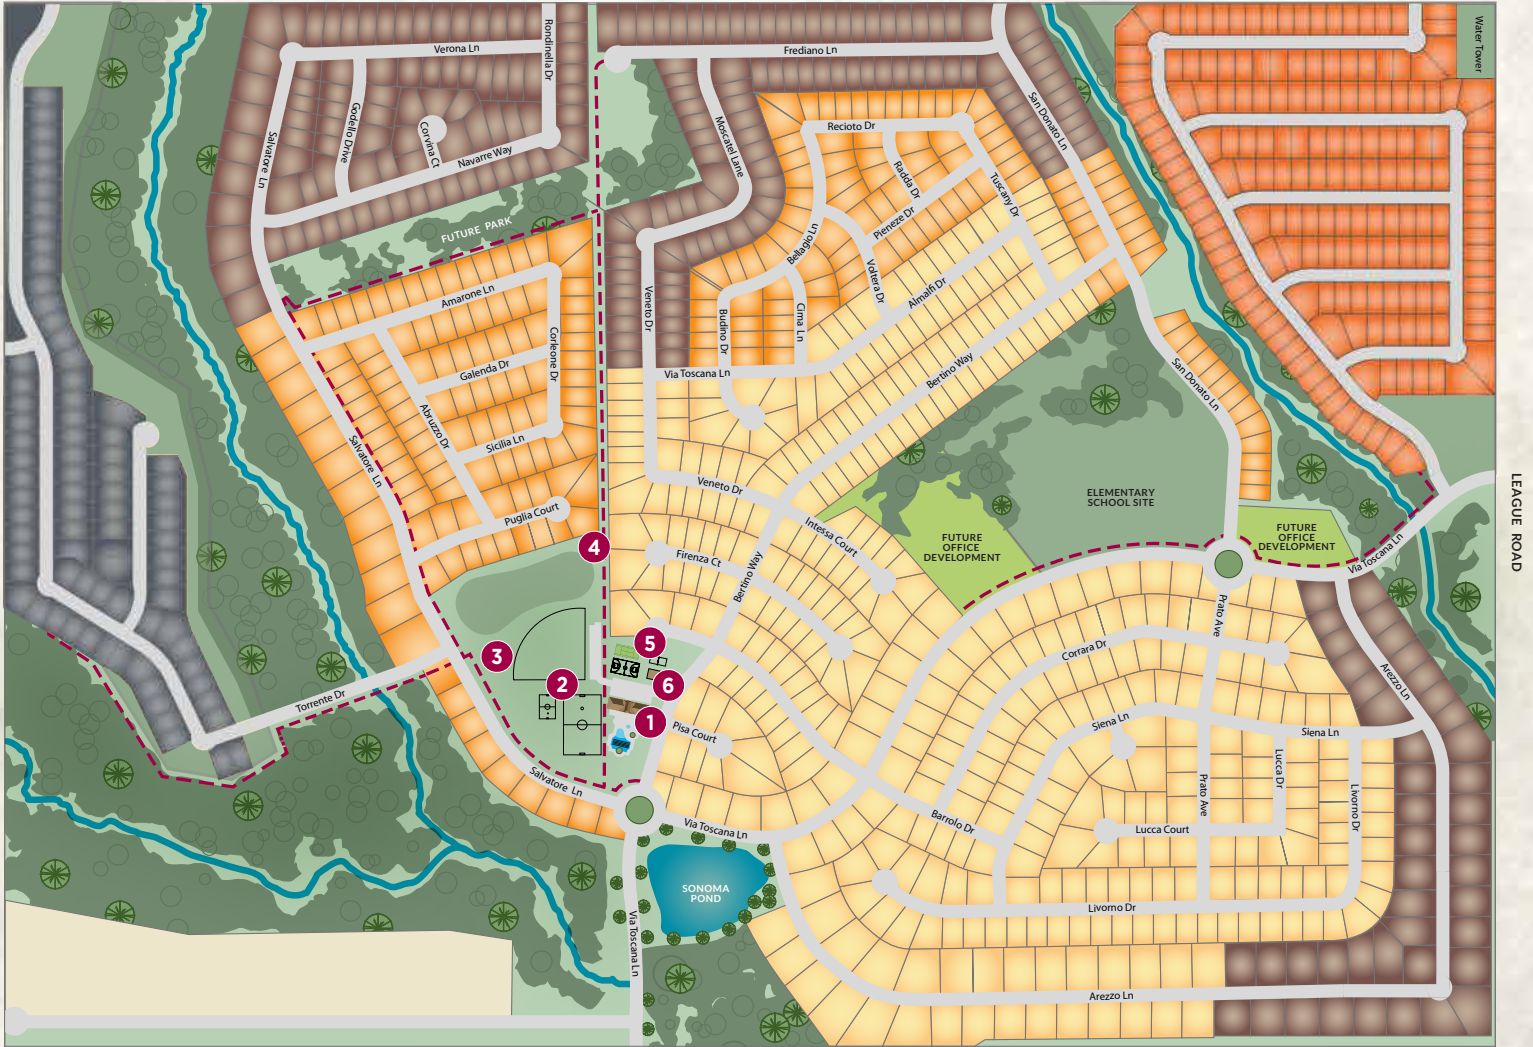 Verona Ln
Rondinella Dr
Frediano Ln
Water Tower
Salvatore Ln
Godello Drive
Corvina Ct
Navarre Way
Moscatel Lane
Recioto Dr
San Donato Ln
Radda Dr
Tuscany Dr
Pieneze Dr
FUTURE PARK
Bellagio Ln
Voltera Dr
Almalfi Dr
Amarone Ln
Veneto Dr
Budino Dr
Cima Ln
Corleone Dr
Galenda Dr
Via Toscana Ln
Bertino Way
San Donato Ln
Abruzzo Dr
Sicilia Ln
Salvatore Ln
Veneto Dr
Puglia Court
Intessa Court
ELEMENTARY
SCHOOL SITE
LEAGUE ROAD
FUTURE
OFFICE
DEVELOPMENT
FUTURE
OFFICE
DEVELOPMENT
Via Toscana Ln
4
Firenza Ct
Bertino Way
Prato Ave
5
3
Corrara Dr
2
6
Arezzo Ln
Torrente Dr
1
Pisa Court
Siena Ln
Siena Ln
Salvatore Ln
Prato Ave
Lucca Dr
Livorno Dr
Via Toscana Ln
Barrolo Dr
Lucca Court
SONOMA
POND
Livorno Dr
Via Toscana Ln
Arezzo Ln